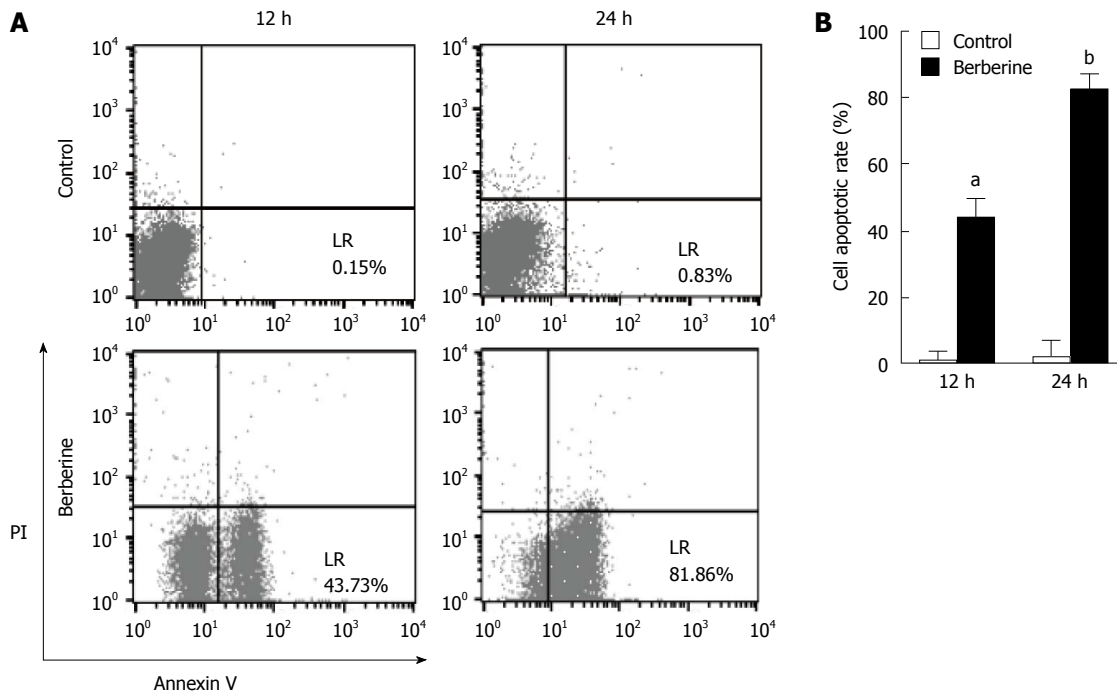 A
12 h
24 h
Control
10^4
10^3
10^2
10^1
10^0
LR
0.15%
10^0 10^1 10^2 10^3 10^4
10^4
10^3
10^2
10^1
10^0
LR
0.83%
10^0 10^1 10^2 10^3 10^4
Berberine
10^4
10^3
10^2
10^1
10^0
LR
43.73%
10^0 10^1 10^2 10^3 10^4
10^4
10^3
10^2
10^1
10^0
LR
81.86%
10^0 10^1 10^2 10^3 10^4
PI
Annexin V
B
Cell apoptotic rate (%)
100
80
60
40
20
0
Control
Berberine
a
b
12 h
24 h